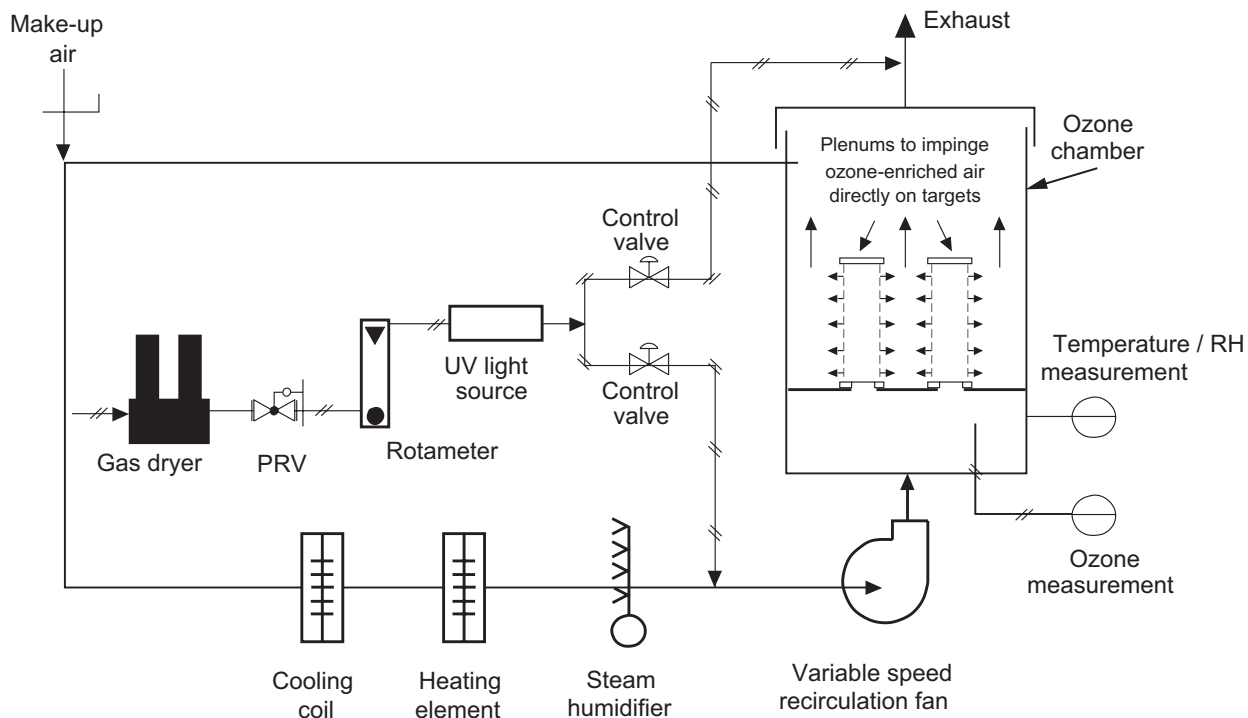 Make-up
air
Exhaust
Ozone
chamber
Plenums to impinge
ozone-enriched air
directly on targets
Control
valve
UV light
source
Control
valve
Temperature / RH
measurement
Gas dryer
PRV
Rotameter
Ozone
measurement
Cooling
coil
Heating
element
Steam
humidifier
Variable speed
recirculation fan